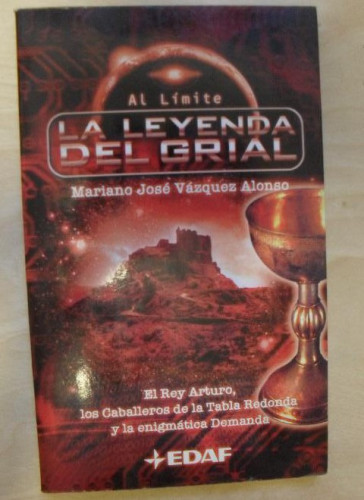 Al Límite
LA LEYENDA
DEL GRIAL
Mariano José Vázquez Alonso
El Rey Arturo,
los Caballeros de la Tabla Redonda
y la enigmática Demanda
EDAF